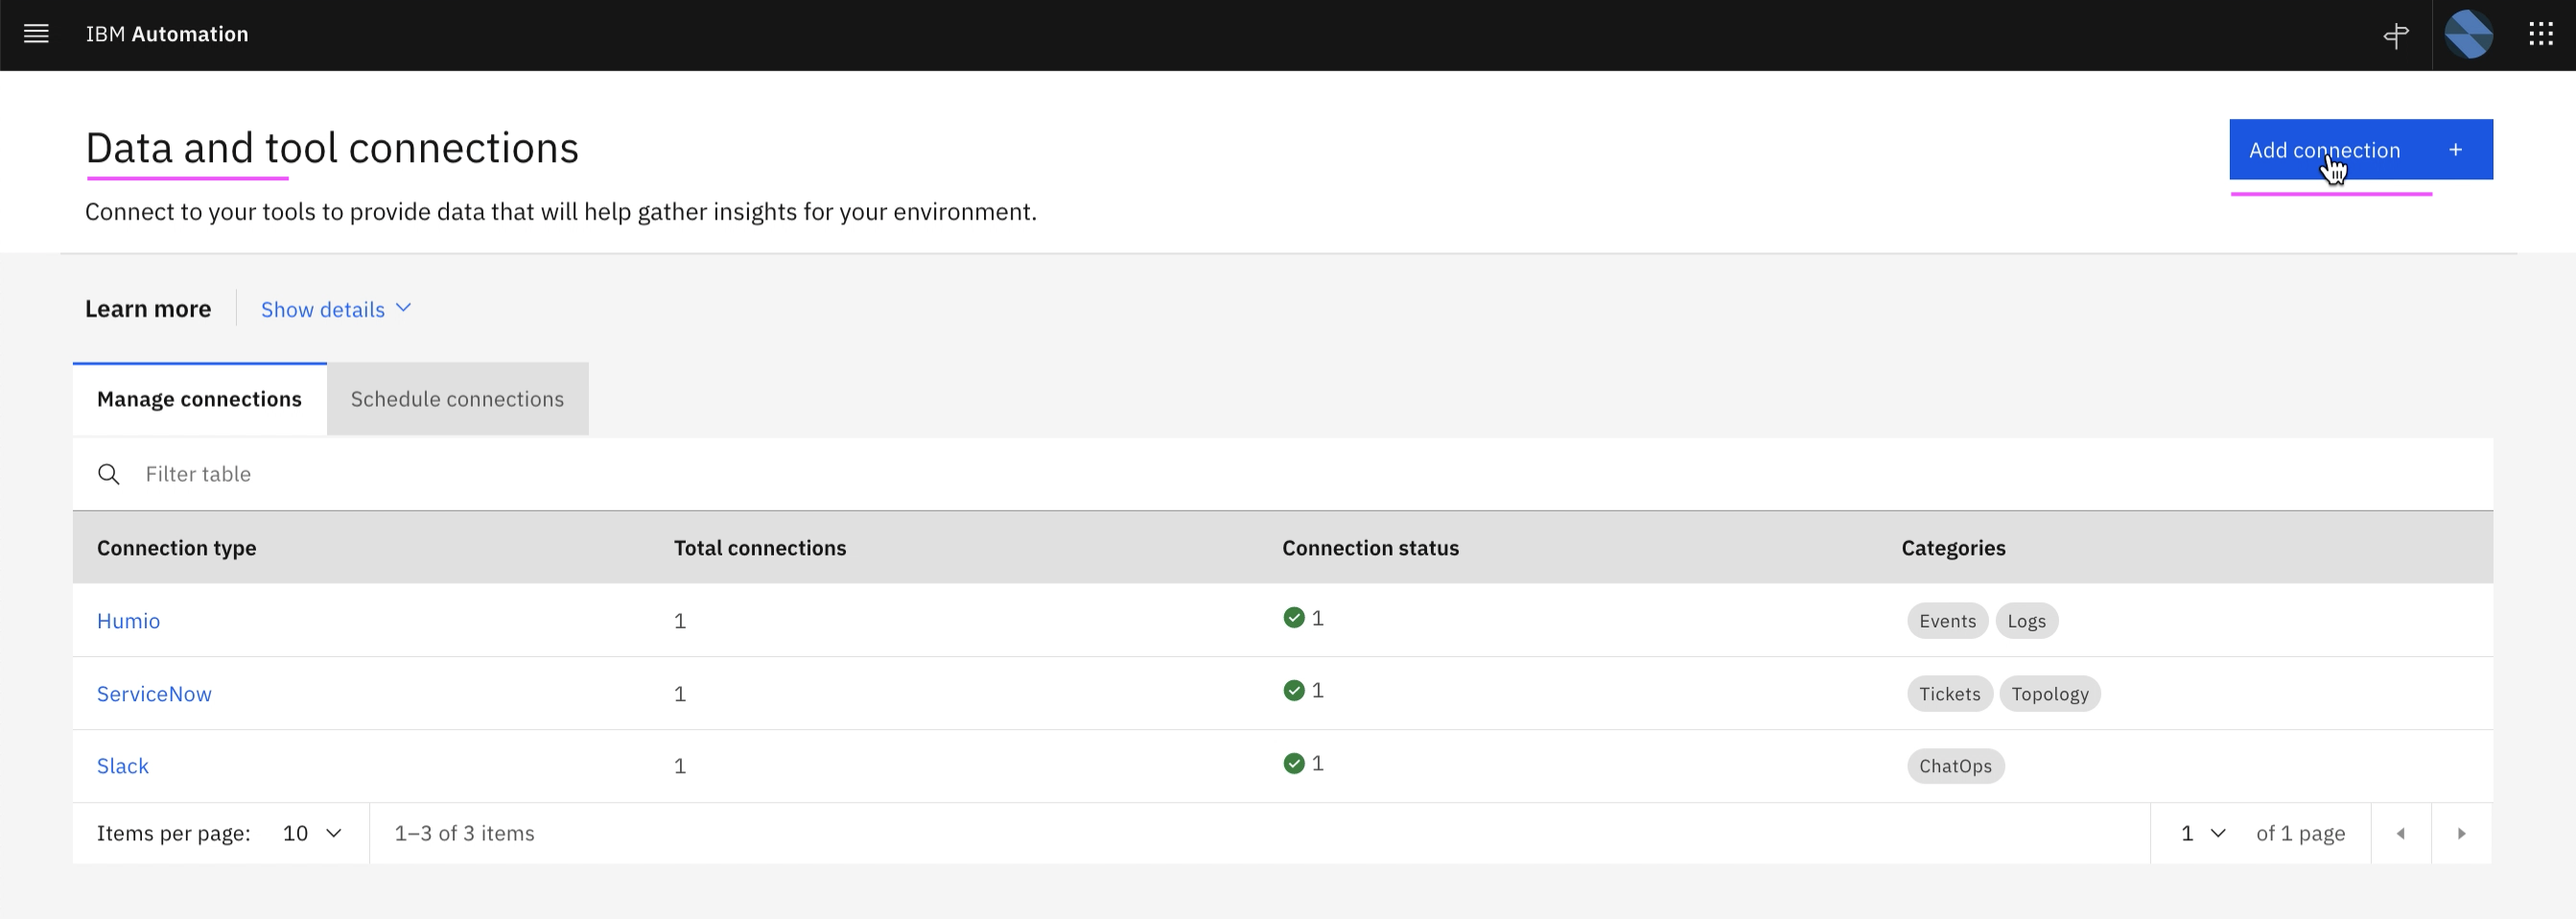 IBM Automation
Data and tool connections
Add connection +
Connect to your tools to provide data that will help gather insights for your environment.
Learn more Show details
Manage connections Schedule connections
Filter table
Connection type Total connections Connection status Categories
Humio 1 1 Events Logs
ServiceNow 1 1 Tickets Topology
Slack 1 1 ChatOps
Items per page: 10 1–3 of 3 items 1 of 1 page